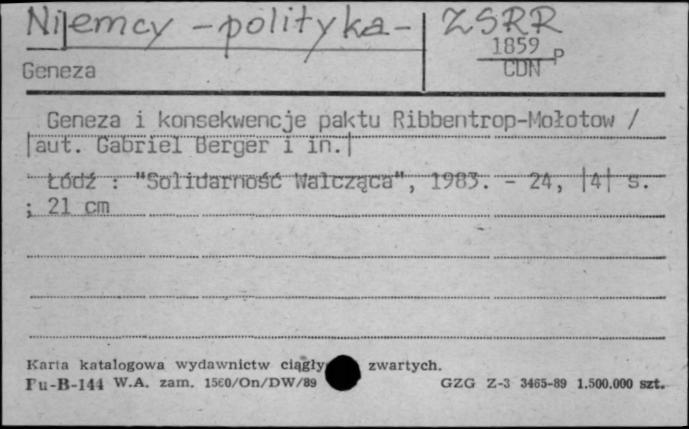 Niemcy - polityka - ZSRR
1859 P
CDN
Geneza
Geneza i konsekwencje paktu Ribbentrop-Mołotow /
|aut. Gabriel Berger i in.|
Łódź : "Solidarność Walcząca", 1983. - 24, |4| s.
; 21 cm
Karta katalogowa wydawnictw ciągły zwartych.
Pu-B-144 W.A. zam. 1560/On/DW/89 GZG Z-3 3465-89 1.500.000 szt.